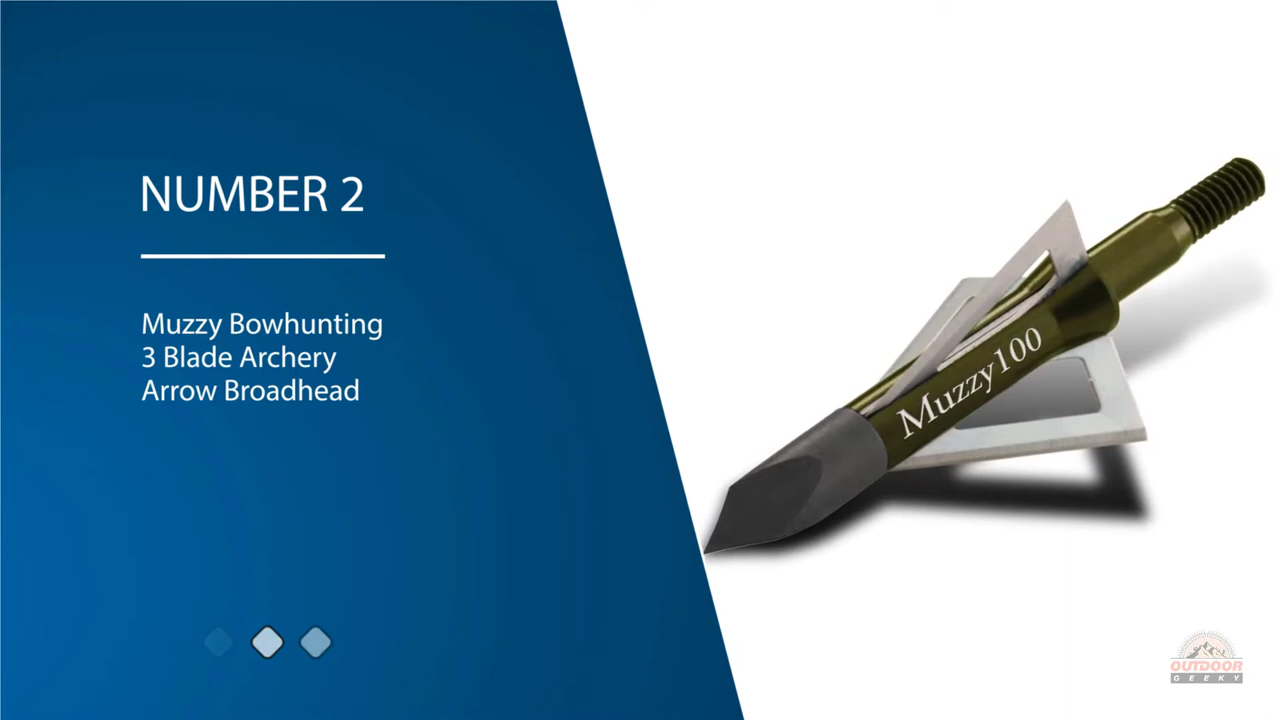 NUMBER 2
Muzzy Bowhunting
3 Blade Archery
Arrow Broadhead
Muzzy100
OUTDOOR
GEEKY